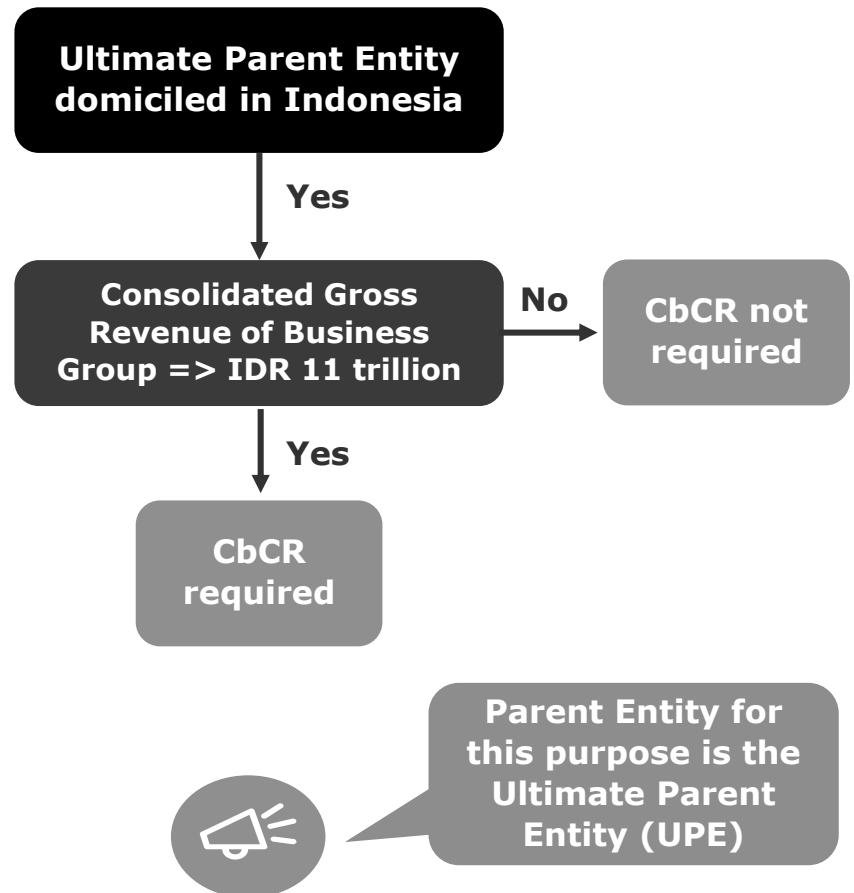 Ultimate Parent Entity
domiciled in Indonesia
Yes
Consolidated Gross
Revenue of Business
Group => IDR 11 trillion
No
CbCR not
required
Yes
CbCR
required
Parent Entity for
this purpose is the
Ultimate Parent
Entity (UPE)